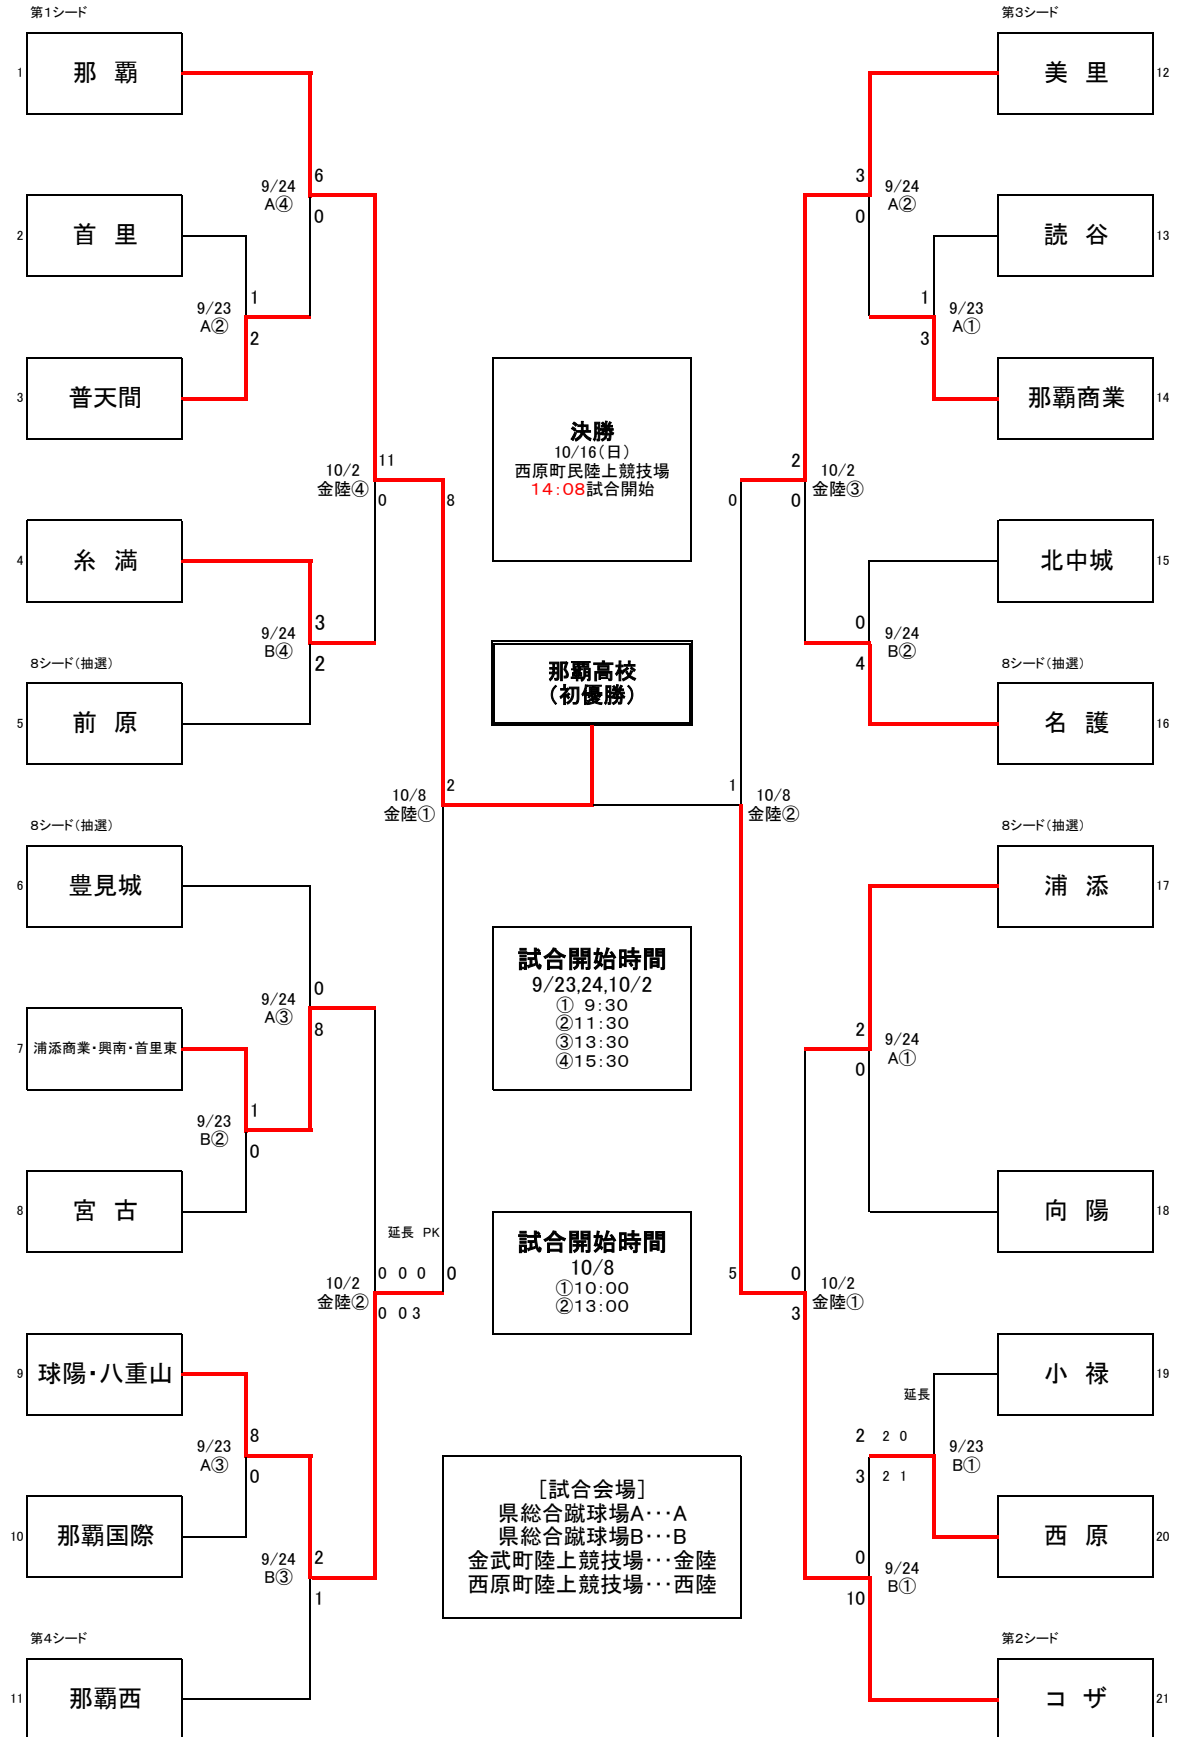 第1シード
1
那 覇
9/24
A④
6
0
2
首 里
9/23
A②
1
2
3
普天間
10/2
金陸④
11
0
8
4
糸 満
9/24
B④
3
2
8シード(抽選)
5
前 原
10/8
金陸①
2
8シード(抽選)
6
豊見城
9/24
A③
0
8
7
浦添商業・興南・首里東
9/23
B②
1
0
8
宮 古
延長 PK
10/2
金陸②
0 0 0
0 0 3
0
9
球陽・八重山
9/23
A③
8
0
10
那覇国際
9/24
B③
2
1
第4シード
11
那覇西
決勝
10/16(日)
西原町民陸上競技場
14:08試合開始
那覇高校
(初優勝)
試合開始時間
9/23,24,10/2
① 9:30
②11:30
③13:30
④15:30
試合開始時間
10/8
①10:00
②13:00
[試合会場]
県総合蹴球場A・・・A
県総合蹴球場B・・・B
金武町陸上競技場・・・金陸
西原町陸上競技場・・・西陸
第3シード
美 里
12
3
0
9/24
A②
読 谷
13
1
3
9/23
A①
那覇商業
14
0
2
0
10/2
金陸③
北中城
15
0
4
9/24
B②
8シード(抽選)
名 護
16
1
10/8
金陸②
8シード(抽選)
浦 添
17
2
0
9/24
A①
向 陽
18
5
0
3
10/2
金陸①
小 禄
19
延長
2 2 0
3 2 1
9/23
B①
西 原
20
0
10
9/24
B①
第2シード
コ ザ
21